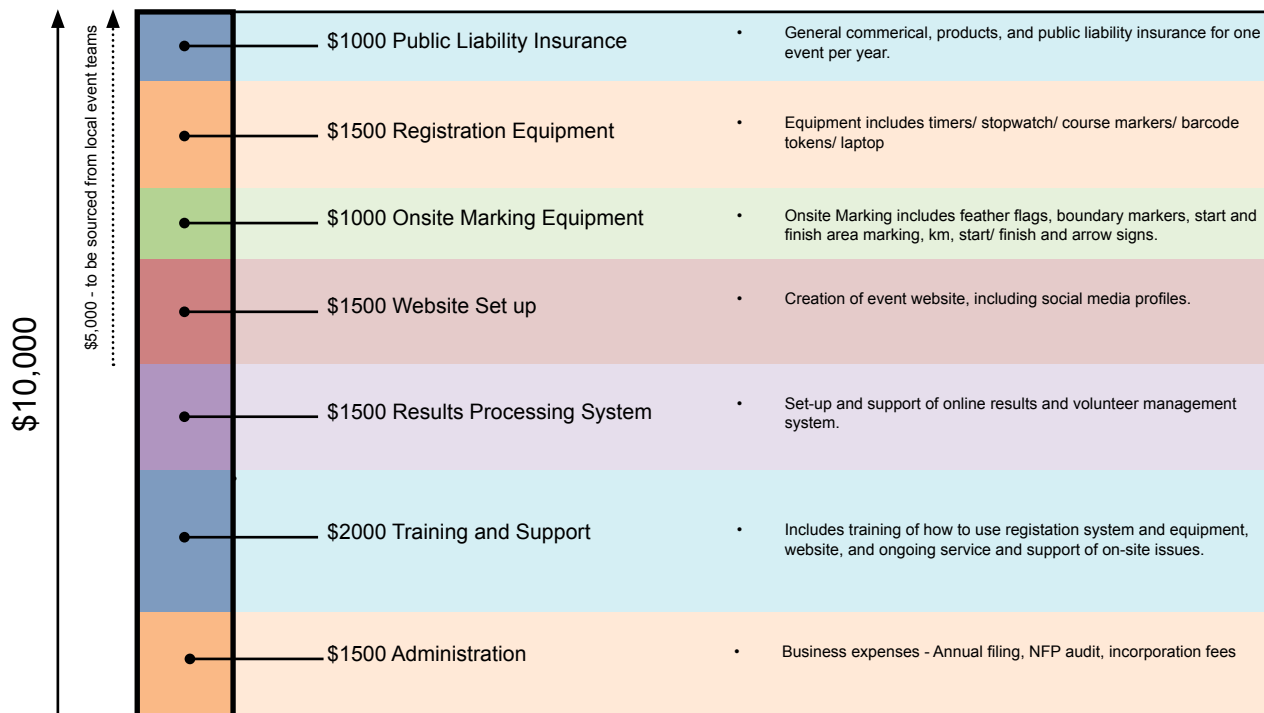 $10,000
$5,000 - to be sourced from local event teams
$1000 Public Liability Insurance
• General commerical, products, and public liability insurance for one
event per year.
$1500 Registration Equipment
• Equipment includes timers/ stopwatch/ course markers/ barcode
tokens/ laptop
$1000 Onsite Marking Equipment
• Onsite Marking includes feather flags, boundary markers, start and
finish area marking, km, start/ finish and arrow signs.
$1500 Website Set up
• Creation of event website, including social media profiles.
$1500 Results Processing System
• Set-up and support of online results and volunteer management
system.
$2000 Training and Support
• Includes training of how to use registation system and equipment,
website, and ongoing service and support of on-site issues.
$1500 Administration
• Business expenses - Annual filing, NFP audit, incorporation fees